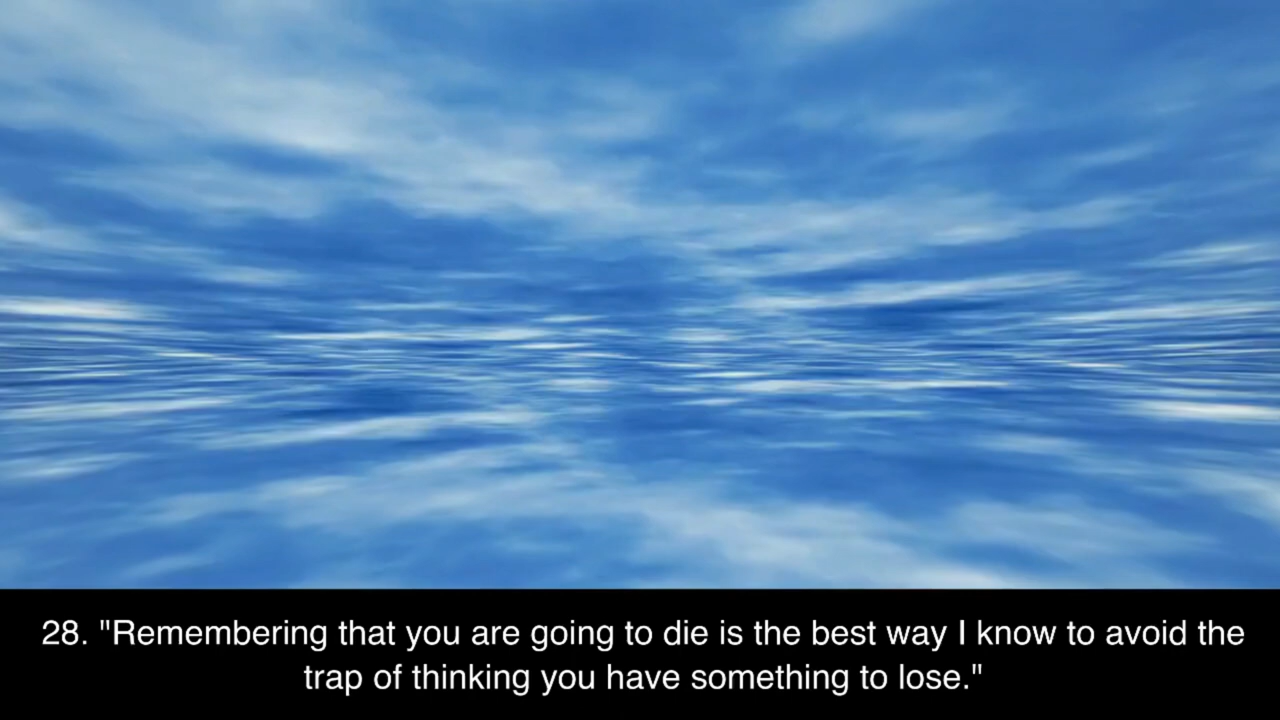 28. "Remembering that you are going to die is the best way I know to avoid the
trap of thinking you have something to lose."